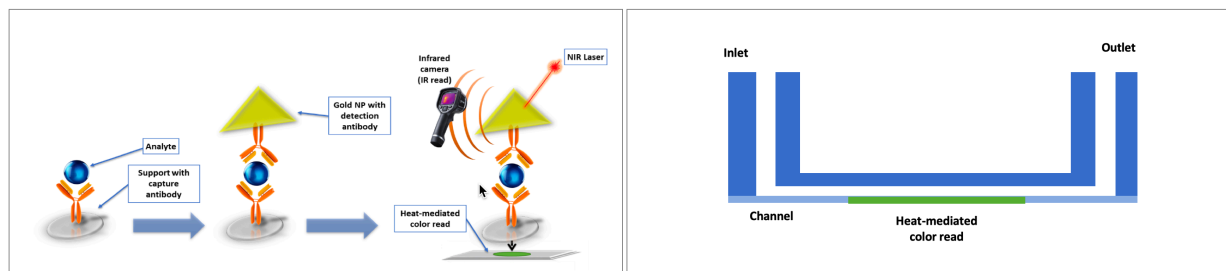 Analyte
Support with
capture
antibody
Gold NP with
detection
antibody
Infrared
camera
(IR read)
NIR Laser
Heat-mediated
color read
Inlet
Outlet
Channel
Heat-mediated
color read